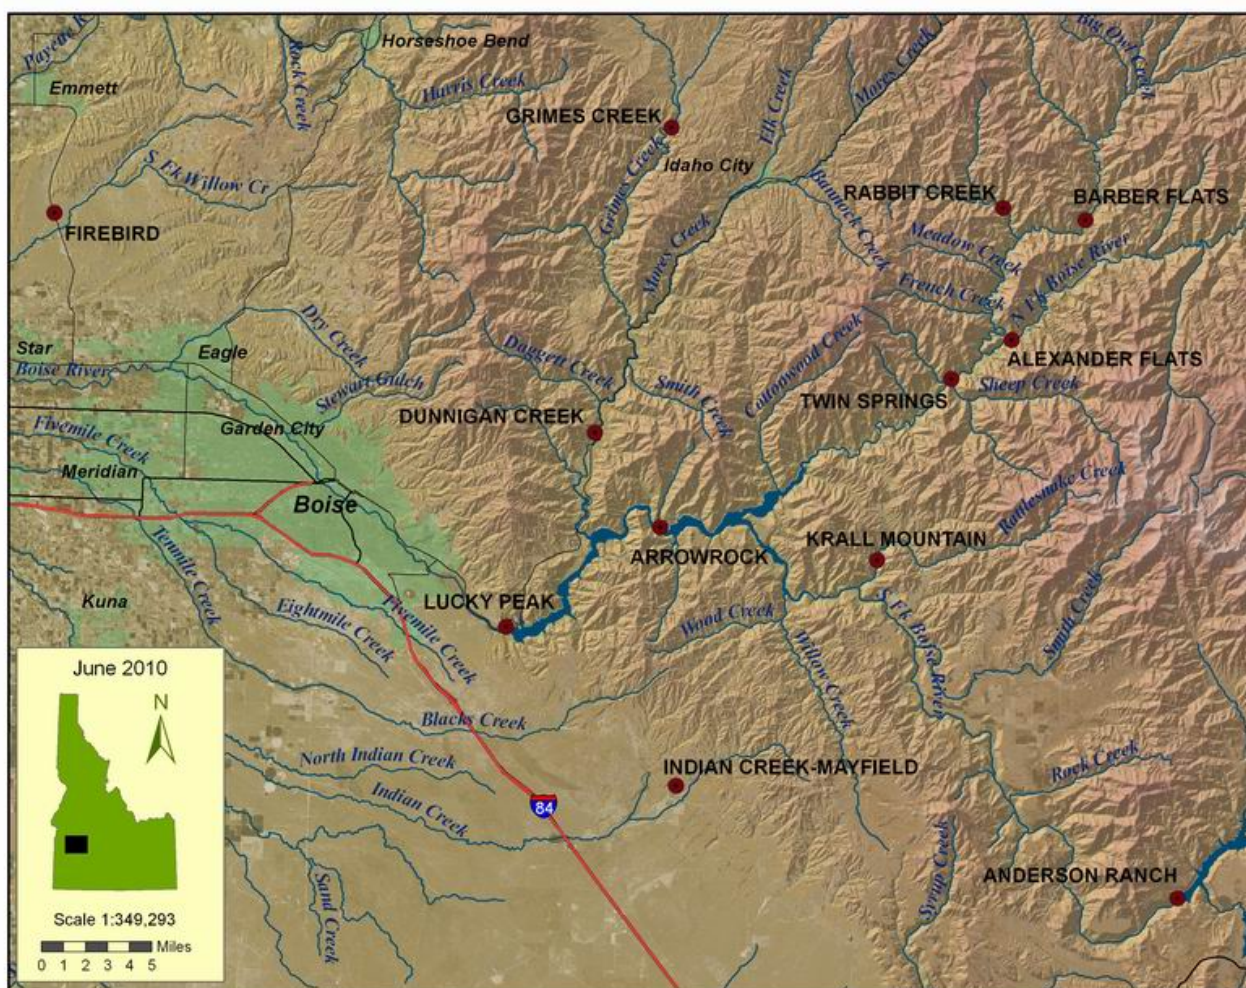 Payette R
Emmett
Rock Creek
Horseshoe Bend
Harris Creek
GRIMES CREEK
Grimes Creek
Idaho City
Elk Creek
Mores Creek
Big Owl Creek
S. Fk Willow Cr
FIREBIRD
RABBIT CREEK
BARBER FLATS
Bannock Creek
Meadow Creek
French Creek
N Fk Boise River
Mores Creek
Star
Boise River
Eagle
Dry Creek
Stewart Gulch
Daggett Creek
Smith Creek
Cottonwood Creek
ALEXANDER FLATS
TWIN SPRINGS
Sheep Creek
DUNNIGAN CREEK
Garden City
Fivemile Creek
Meridian
Boise
Rattlesnake Creek
ARROWROCK
KRALL MOUNTAIN
Tenmile Creek
Kuna
Eightmile Creek
Fivemile Creek
LUCKY PEAK
Wood Creek
Willow Creek
S Fk Boise River
Smith Creek
Blacks Creek
North Indian Creek
Indian Creek
INDIAN CREEK-MAYFIELD
84
Rock Creek
Syrup Creek
ANDERSON RANCH
Sand Creek
June 2010
N
Scale 1:349,293
Miles
0 1 2 3 4 5